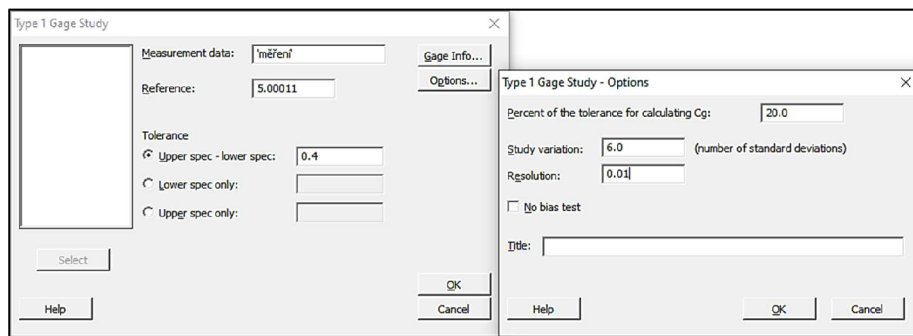 Type 1 Gage Study
Measurement data: 'měření'
Gage Info...
Reference: 5.00011
Options...
Tolerance
Upper spec - lower spec: 0.4
Lower spec only:
Upper spec only:
Select
OK
Help
Cancel
Type 1 Gage Study - Options
Percent of the tolerance for calculating Cg: 20.0
Study variation: 6.0 (number of standard deviations)
Resolution: 0.01
No bias test
Title:
Help
OK
Cancel